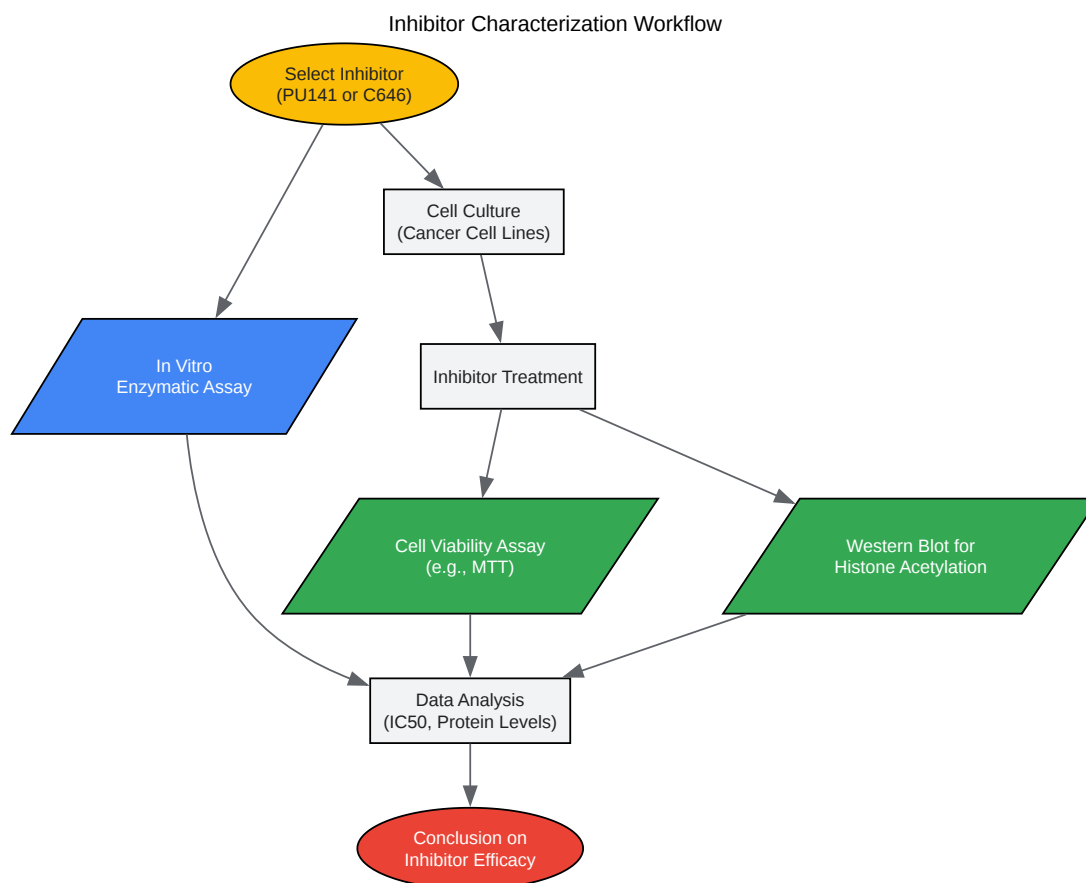 Inhibitor Characterization Workflow
Select Inhibitor
(PU141 or C646)
Cell Culture
(Cancer Cell Lines)
In Vitro
Enzymatic Assay
Inhibitor Treatment
Cell Viability Assay
(e.g., MTT)
Western Blot for
Histone Acetylation
Data Analysis
(IC50, Protein Levels)
Conclusion on
Inhibitor Efficacy